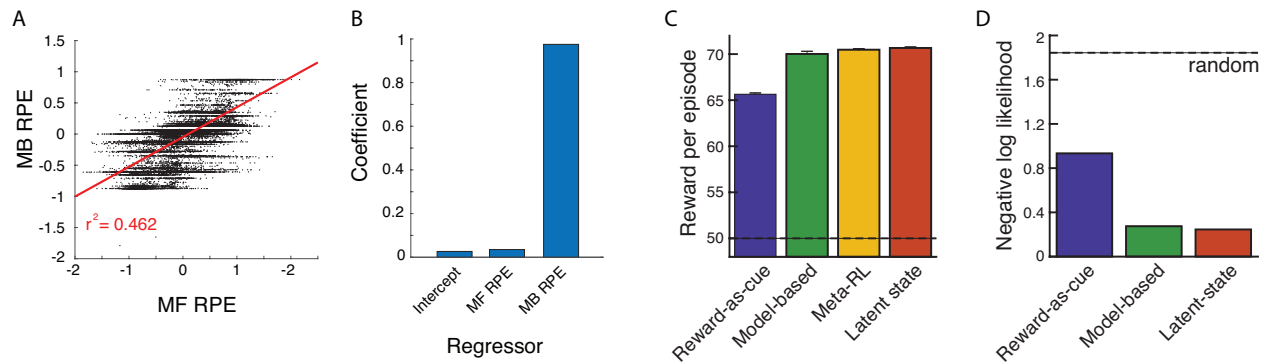 A
MB RPE
1.5
1
0.5
0
-0.5
-1
-1.5
-2
r² = 0.462
-2
-1
0
1
-2
MF RPE
B
Coefficient
1
0.8
0.6
0.4
0.2
0
Intercept
MF RPE
MB RPE
Regressor
C
Reward per episode
70
65
60
55
50
Reward-as-cue
Model-based
Meta-RL
Latent state
D
Negative log likelihood
2
1.6
1.2
0.8
0.4
0
random
Reward-as-cue
Model-based
Latent-state